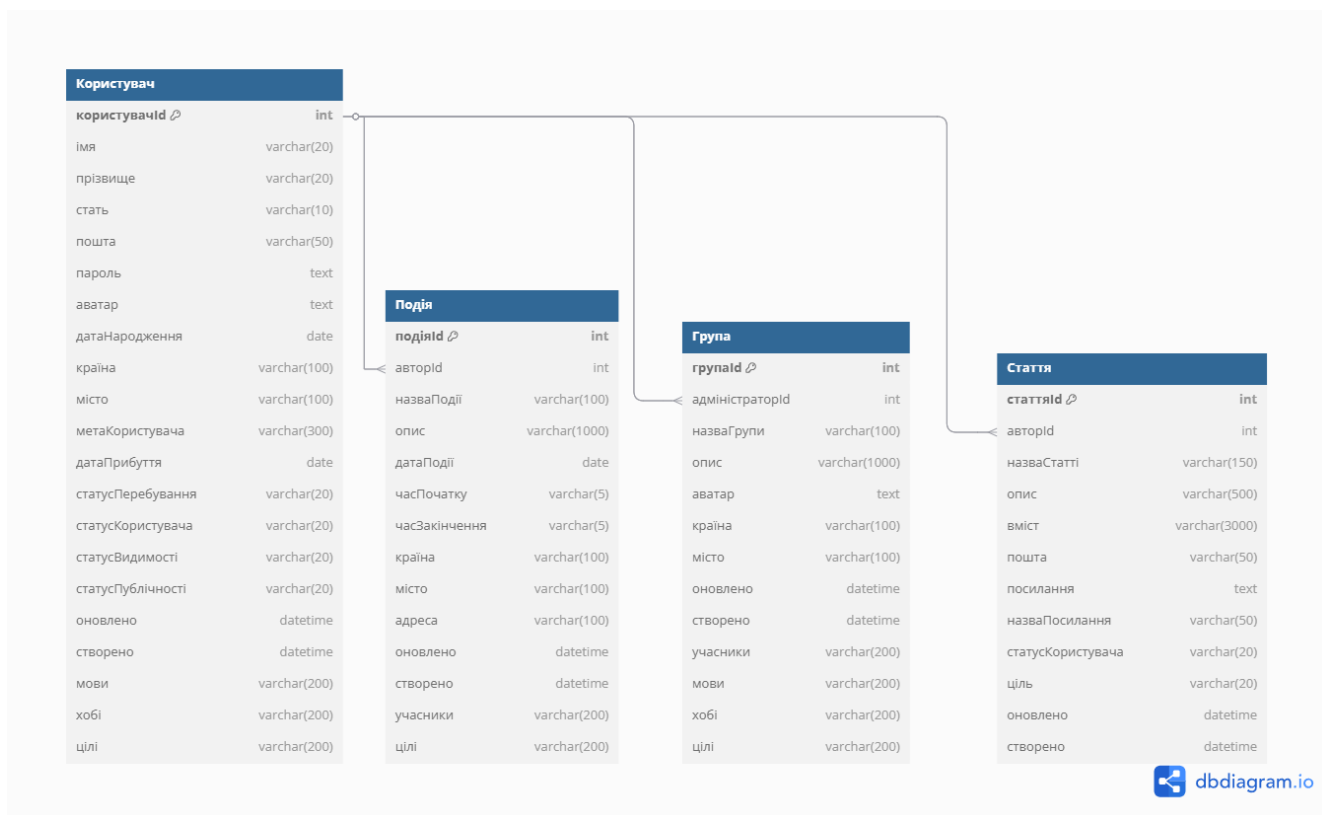 Користувач
користувачId int
імя varchar(20)
прізвище varchar(20)
стать varchar(10)
пошта varchar(50)
пароль text
аватар text
датаНародження date
країна varchar(100)
місто varchar(100)
метаКористувача varchar(300)
датаПрибуття date
статусПеребування varchar(20)
статусКористувача varchar(20)
статусВидимості varchar(20)
статусПублічності varchar(20)
оновлено datetime
створено datetime
мови varchar(200)
хобі varchar(200)
цілі varchar(200)
Подія
подіяId int
авторId int
назваПодії varchar(100)
опис varchar(1000)
датаПодії date
часПочатку varchar(5)
часЗакінчення varchar(5)
країна varchar(100)
місто varchar(100)
адреса varchar(100)
оновлено datetime
створено datetime
учасники varchar(200)
цілі varchar(200)
Група
групаId int
адміністраторId int
назваГрупи varchar(100)
опис varchar(1000)
аватар text
країна varchar(100)
місто varchar(100)
оновлено datetime
створено datetime
учасники varchar(200)
мови varchar(200)
хобі varchar(200)
цілі varchar(200)
Стаття
статтяId int
авторId int
назваСтатті varchar(150)
опис varchar(500)
вміст varchar(3000)
пошта varchar(50)
посилання text
назваПосилання varchar(50)
статусКористувача varchar(20)
ціль varchar(20)
оновлено datetime
створено datetime
dbdiagram.io